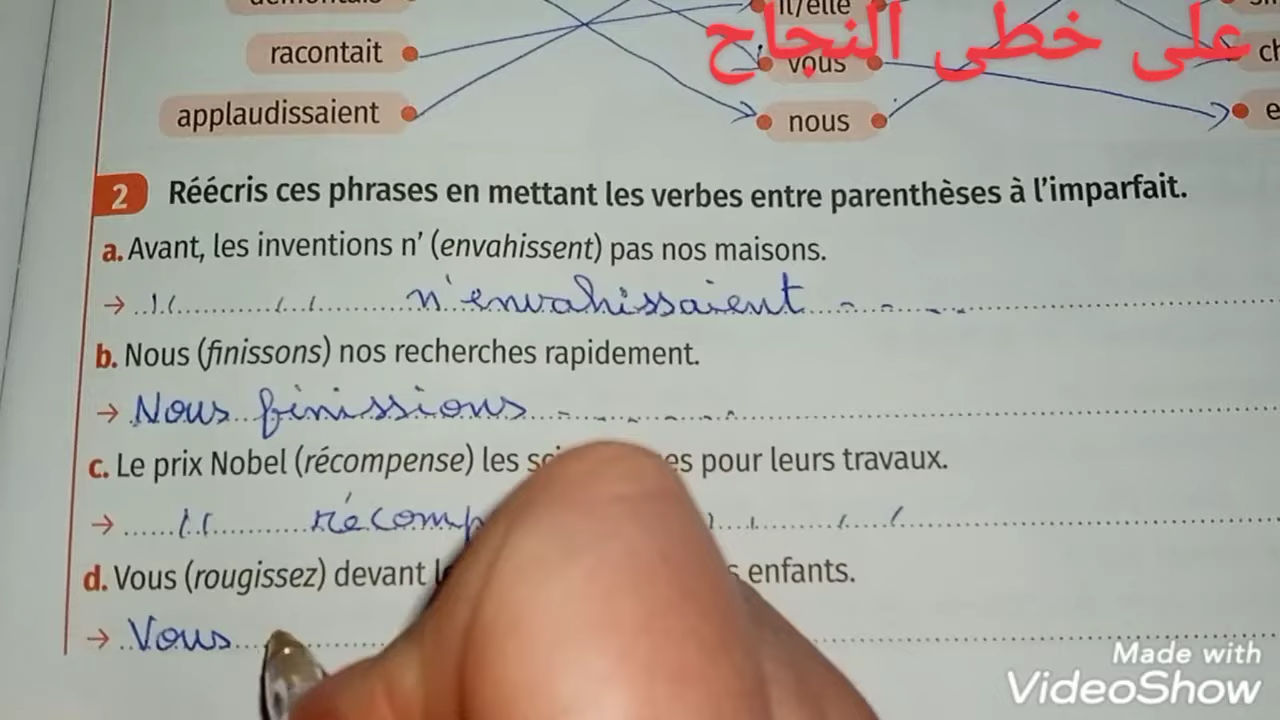 il/elle
racontait
vous
applaudissaient
nous
على خطى النجاح
2 Réécris ces phrases en mettant les verbes entre parenthèses à l'imparfait.
a. Avant, les inventions n' (envahissent) pas nos maisons.
→ n'envahissaient
b. Nous (finissons) nos recherches rapidement.
→ Nous finissions
c. Le prix Nobel (récompense) les pour leurs travaux.
→ récomp
d. Vous (rougissez) devant enfants.
→ Vous
Made with
VideoShow